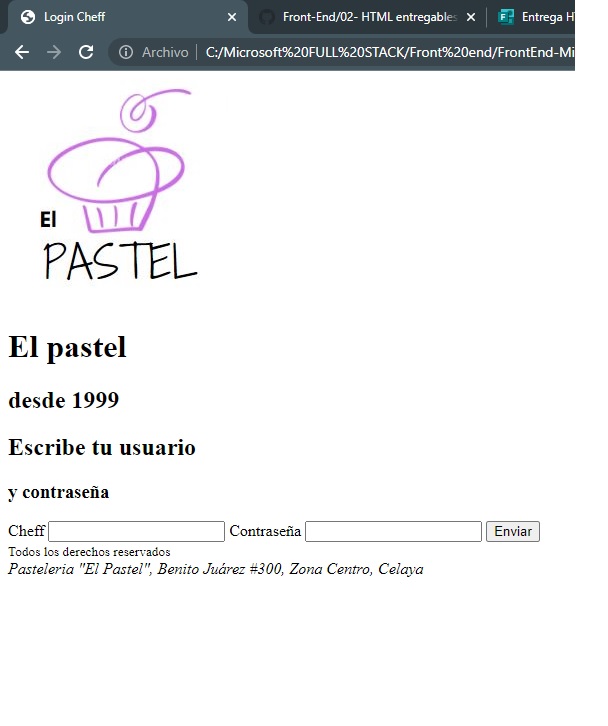 Login Cheff
Front-End/02- HTML entregables
Entrega H
Archivo
C:/Microsoft%20FULL%20STACK/Front%20end/FrontEnd-Mi
El
PASTEL
El pastel
desde 1999
Escribe tu usuario
y contraseña
Cheff Contraseña Enviar
Todos los derechos reservados
Pasteleria "El Pastel", Benito Juárez #300, Zona Centro, Celaya